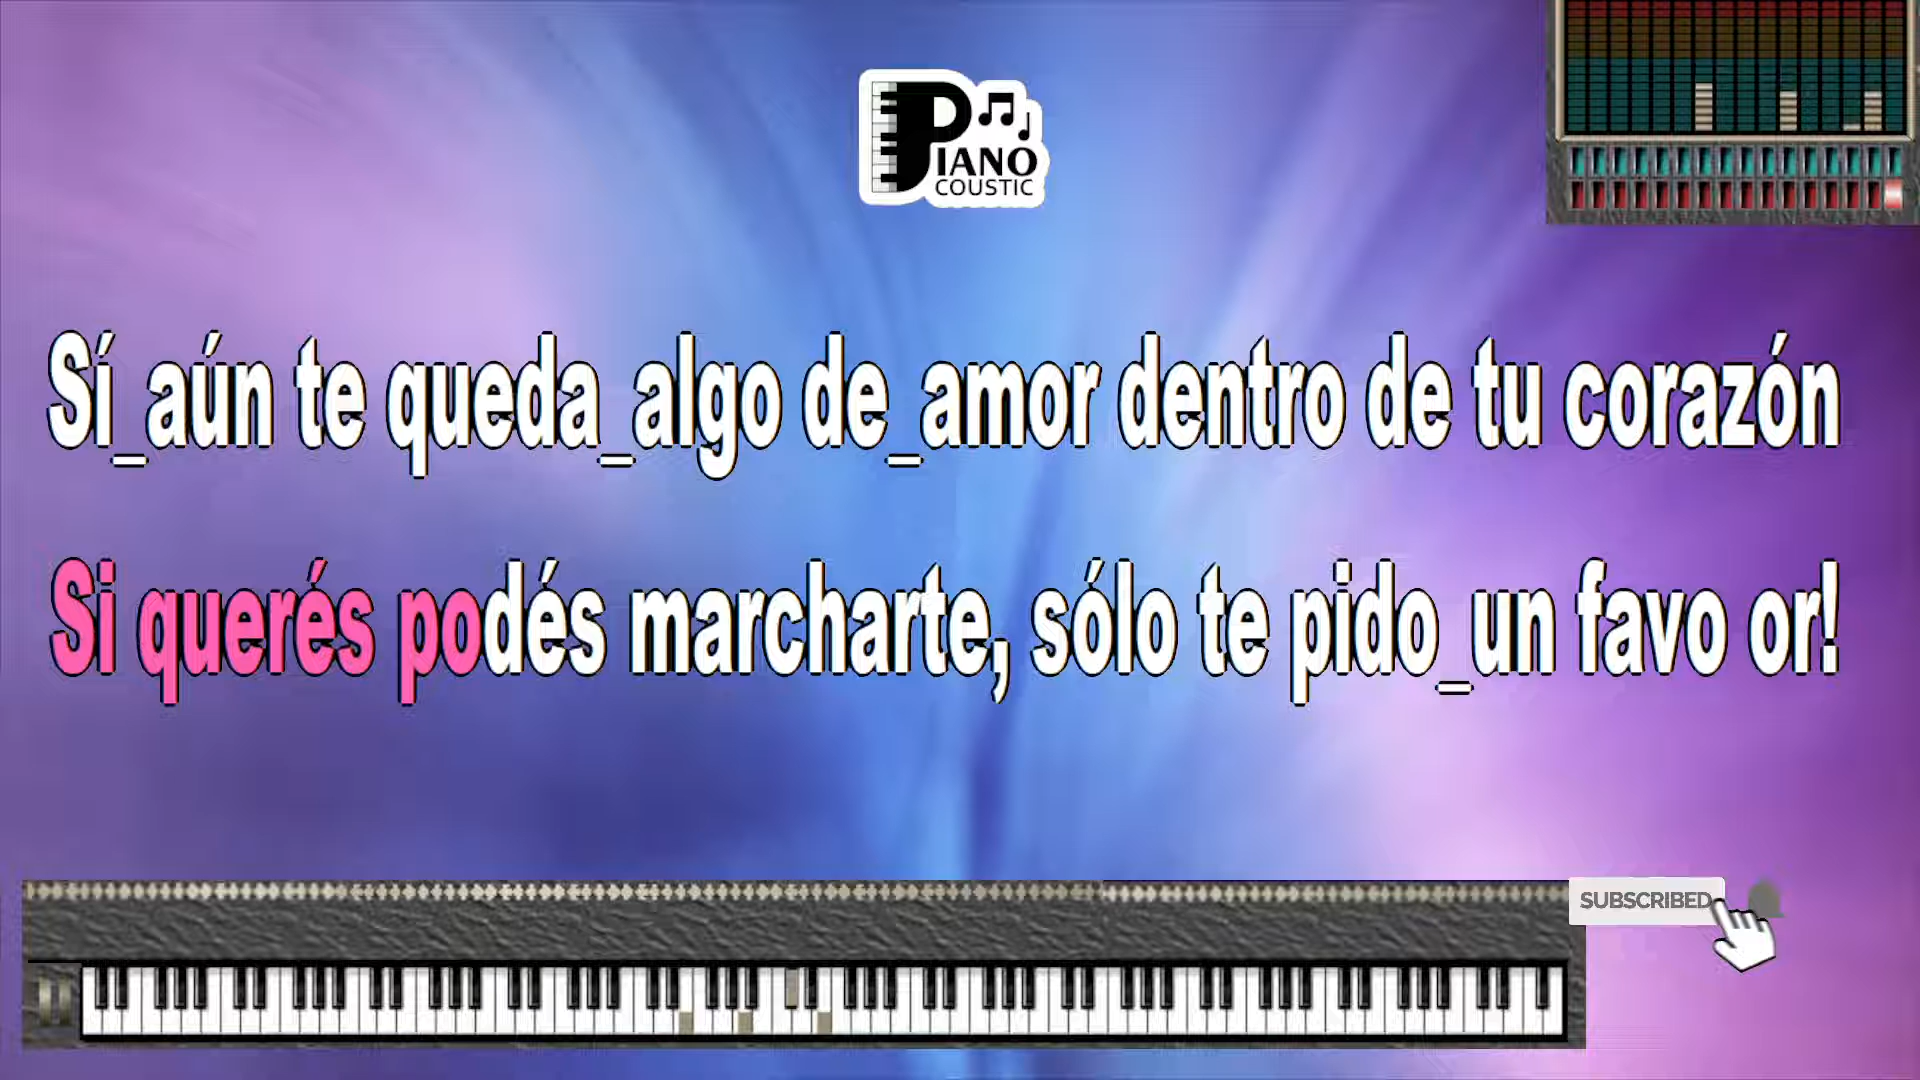 PIANO
COUSTIC
Sí_aún te queda_algo de_amor dentro de tu corazón
Si querés podés marcharte, sólo te pido_un favo or!
SUBSCRIBED